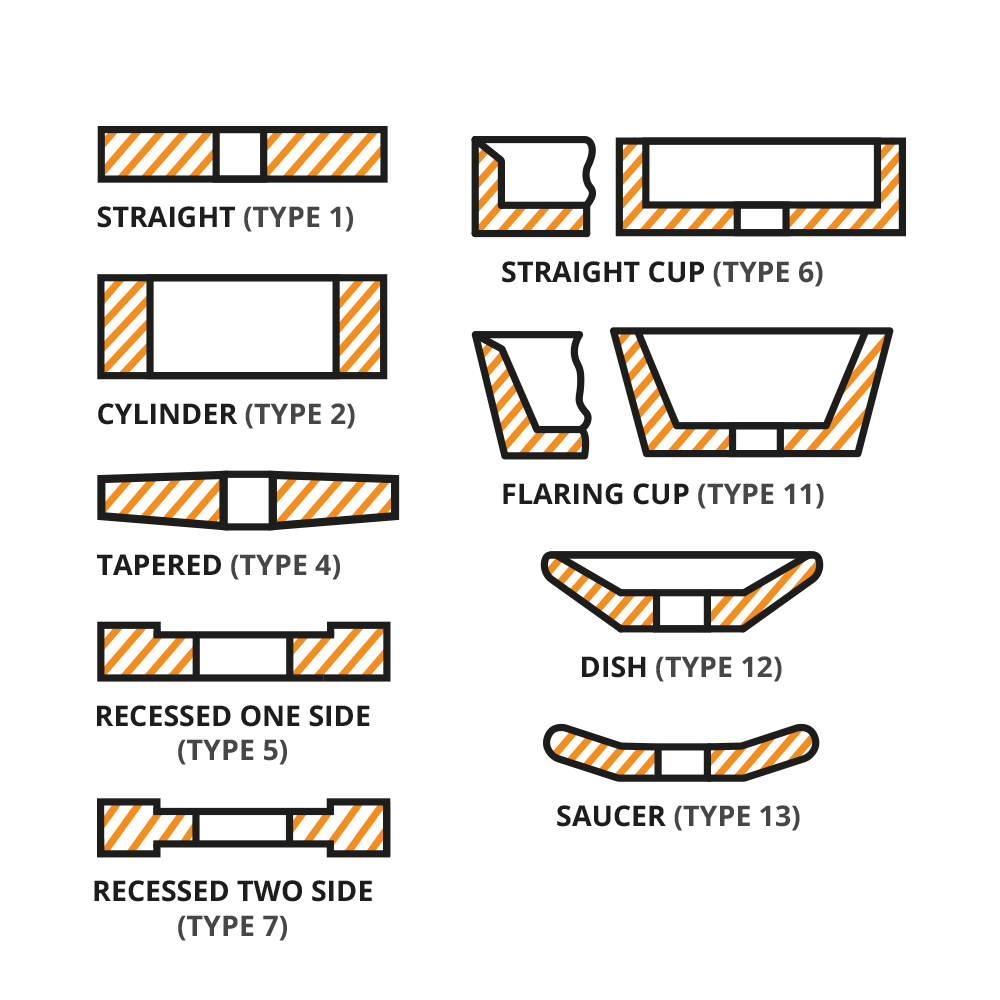 STRAIGHT (TYPE 1)
CYLINDER (TYPE 2)
TAPERED (TYPE 4)
RECESSED ONE SIDE
(TYPE 5)
RECESSED TWO SIDE
(TYPE 7)
STRAIGHT CUP (TYPE 6)
FLARING CUP (TYPE 11)
DISH (TYPE 12)
SAUCER (TYPE 13)